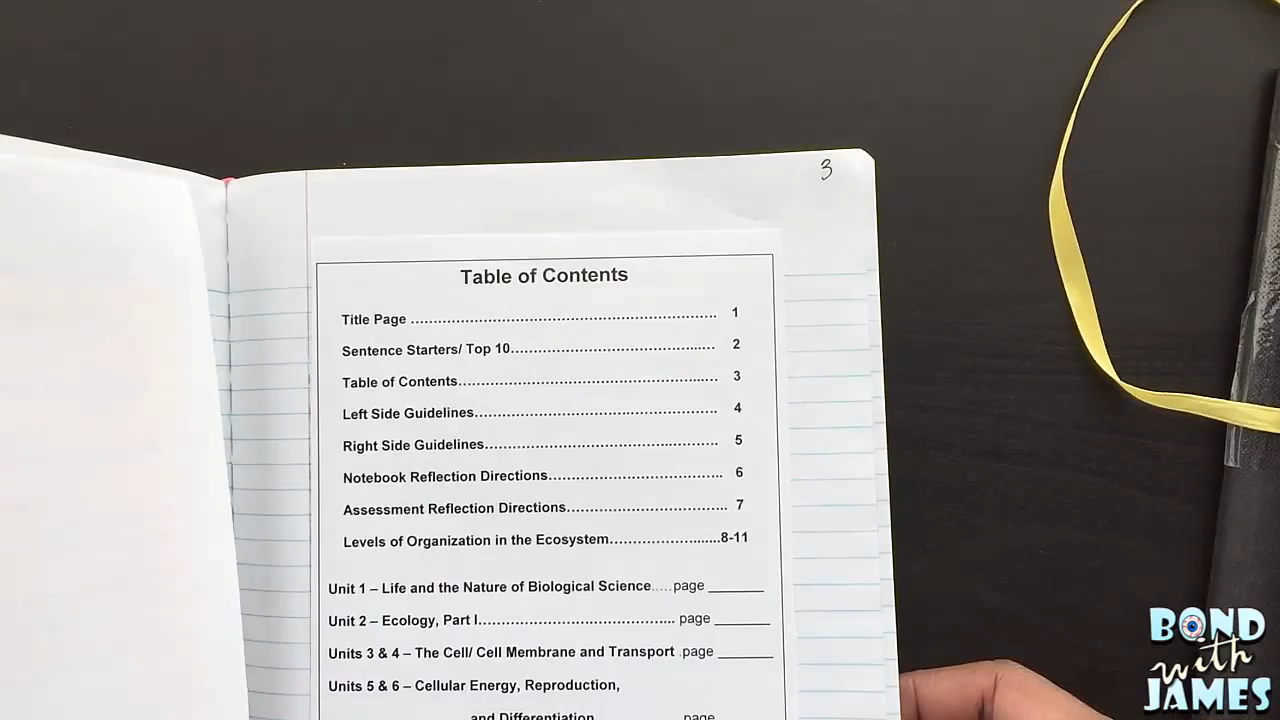 3
Table of Contents
Title Page ........................................................ 1
Sentence Starters/ Top 10........................................ 2
Table of Contents.................................................. 3
Left Side Guidelines............................................... 4
Right Side Guidelines............................................. 5
Notebook Reflection Directions................................. 6
Assessment Reflection Directions.............................. 7
Levels of Organization in the Ecosystem.....................8-11
Unit 1 – Life and the Nature of Biological Science.....page ______
Unit 2 – Ecology, Part I........................................ page ______
Units 3 & 4 – The Cell/ Cell Membrane and Transport .page ______
Units 5 & 6 – Cellular Energy, Reproduction,
and Differentiation page
BOND
with
JAMES